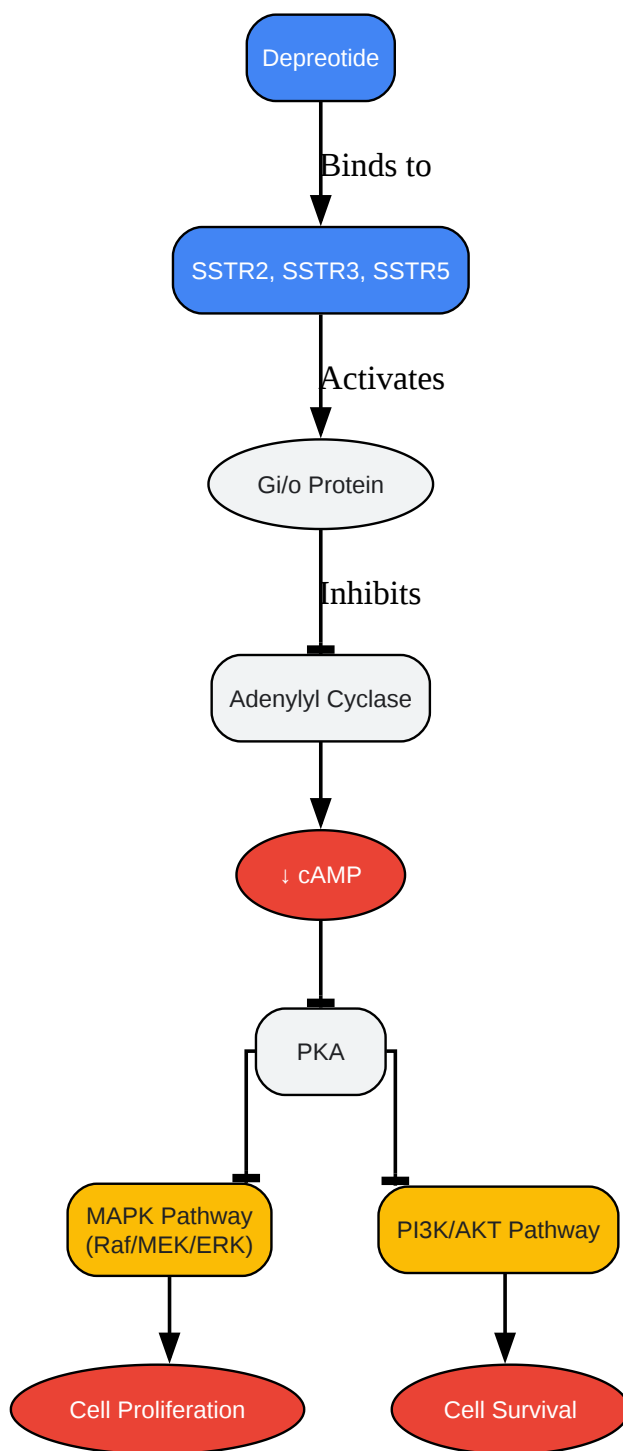 Depreotide
Binds to
SSTR2, SSTR3, SSTR5
Activates
Gi/o Protein
Inhibits
Adenylyl Cyclase
↓ cAMP
PKA
MAPK Pathway
(Raf/MEK/ERK)
PI3K/AKT Pathway
Cell Proliferation
Cell Survival